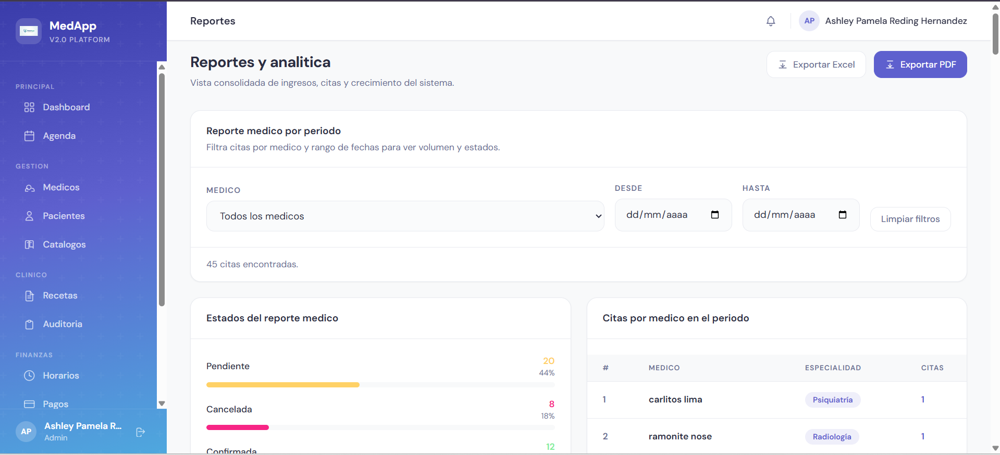 MedApp
V2.0 PLATFORM
PRINCIPAL
Dashboard
Agenda
GESTION
Medicos
Pacientes
Catalogos
CLINICO
Recetas
Auditoria
FINANZAS
Horarios
Pagos
AP
Ashley Pamela R...
Admin
Reportes
AP
Ashley Pamela Reding Hernandez
Reportes y analitica
Vista consolidada de ingresos, citas y crecimiento del sistema.
Exportar Excel
Exportar PDF
Reporte medico por periodo
Filtra citas por medico y rango de fechas para ver volumen y estados.
MEDICO
Todos los medicos
DESDE
dd/mm/aaaa
HASTA
dd/mm/aaaa
Limpiar filtros
45 citas encontradas.
Estados del reporte medico
Pendiente
20
44%
Cancelada
8
18%
Confirmada
12
Citas por medico en el periodo
# MEDICO ESPECIALIDAD CITAS
1 carlitos lima Psiquiatría 1
2 ramonite nose Radiología 1